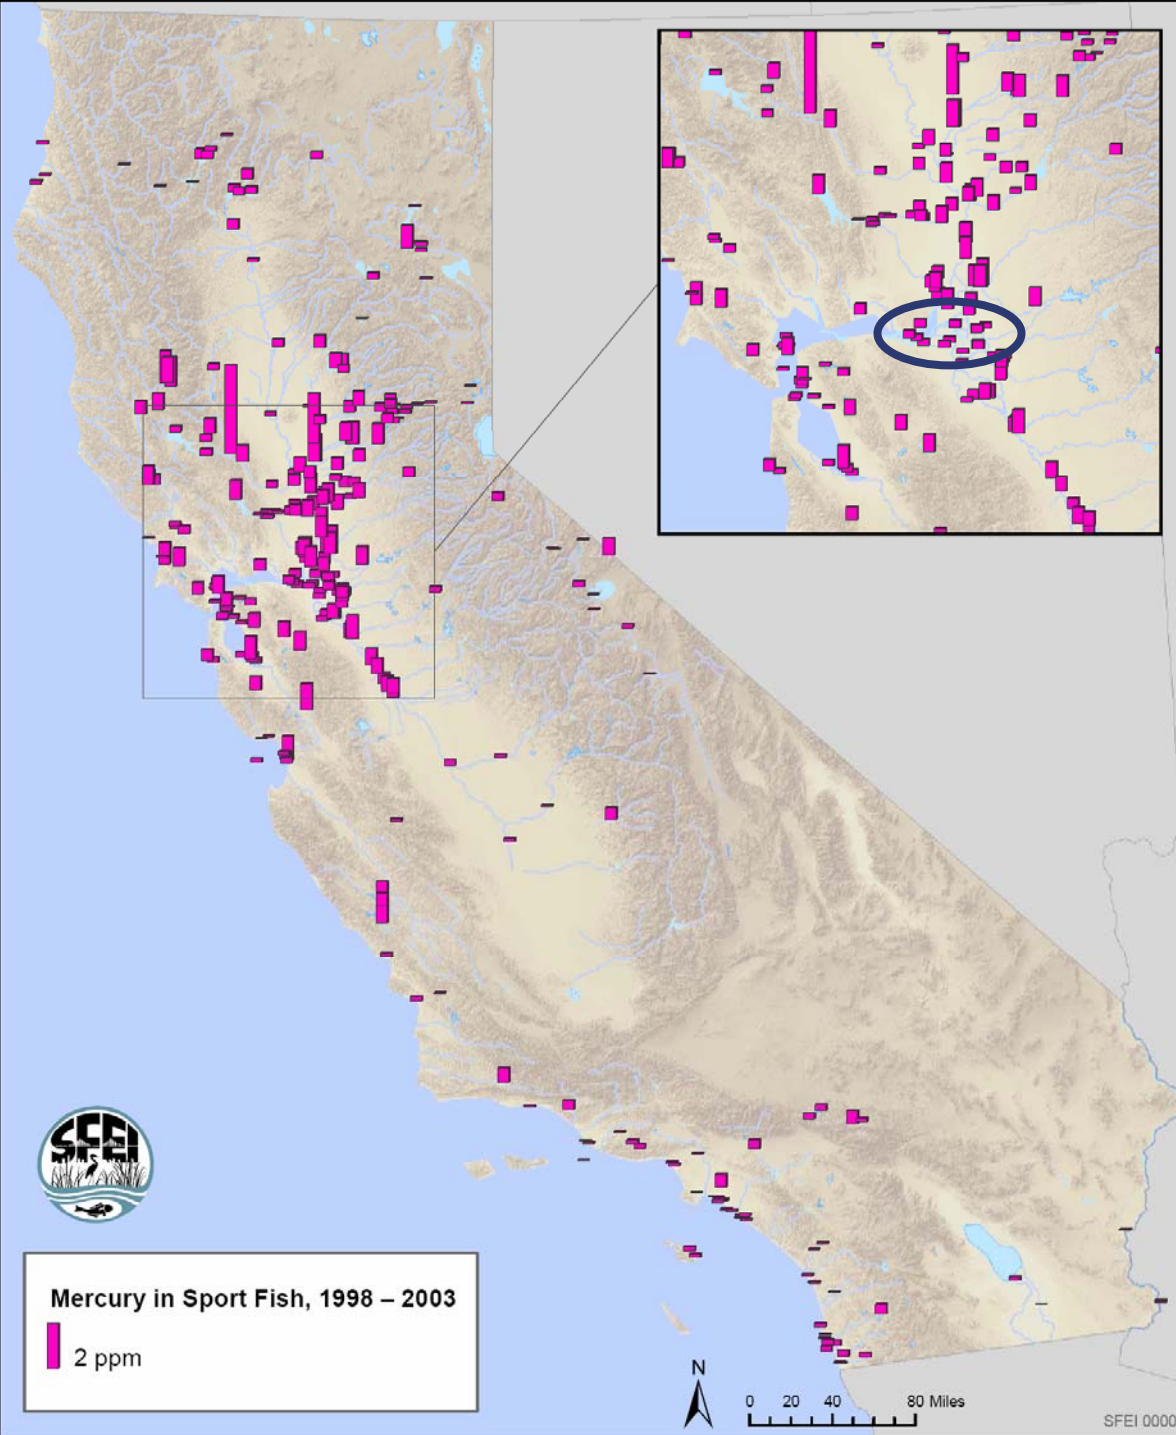 SFEI
Mercury in Sport Fish, 1998 – 2003
2 ppm
N
0 20 40 80 Miles
SFEI 0000